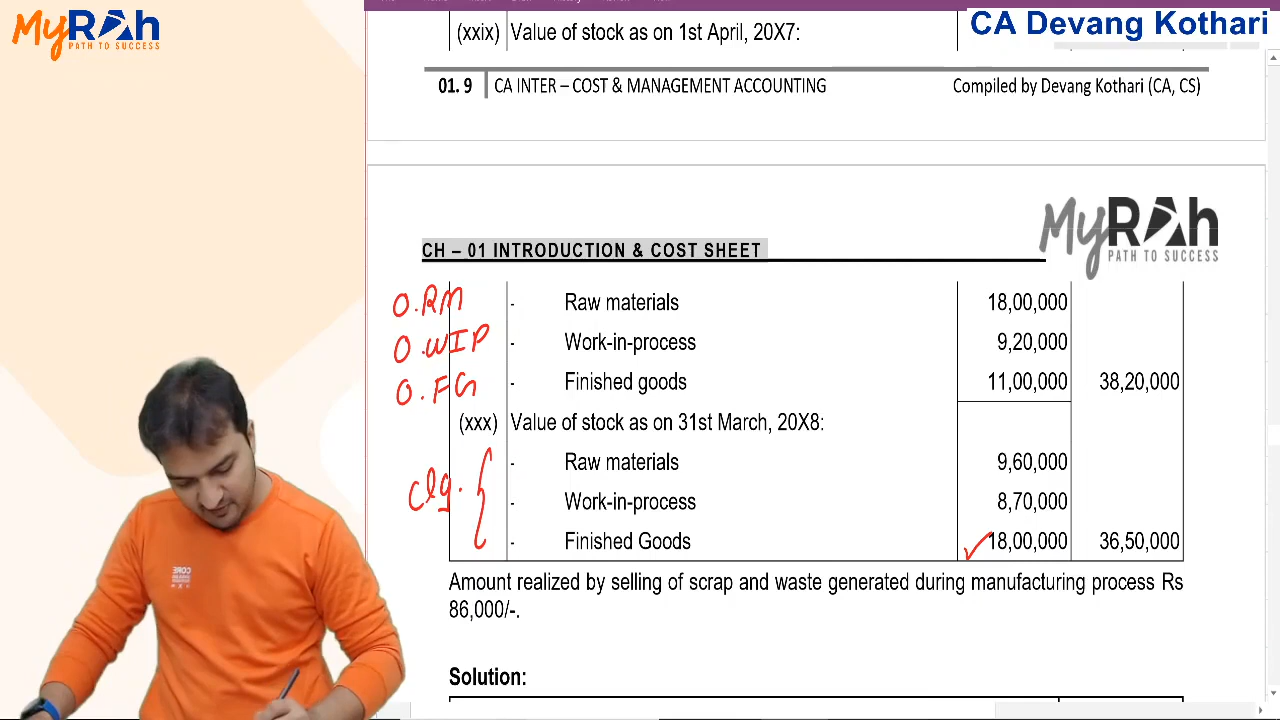 MyRAh
PATH TO SUCCESS
CA Devang Kothari
(xxix) Value of stock as on 1st April, 20X7:
01. 9 CA INTER – COST & MANAGEMENT ACCOUNTING Compiled by Devang Kothari (CA, CS)
MyRAh
PATH TO SUCCESS
CH – 01 INTRODUCTION & COST SHEET
O.RM - Raw materials 18,00,000
O.WIP - Work-in-process 9,20,000
O.FG - Finished goods 11,00,000 38,20,000
(xxx) Value of stock as on 31st March, 20X8:
- Raw materials 9,60,000
Clg. - Work-in-process 8,70,000
- Finished Goods 18,00,000 36,50,000
Amount realized by selling of scrap and waste generated during manufacturing process Rs
86,000/-.
Solution: